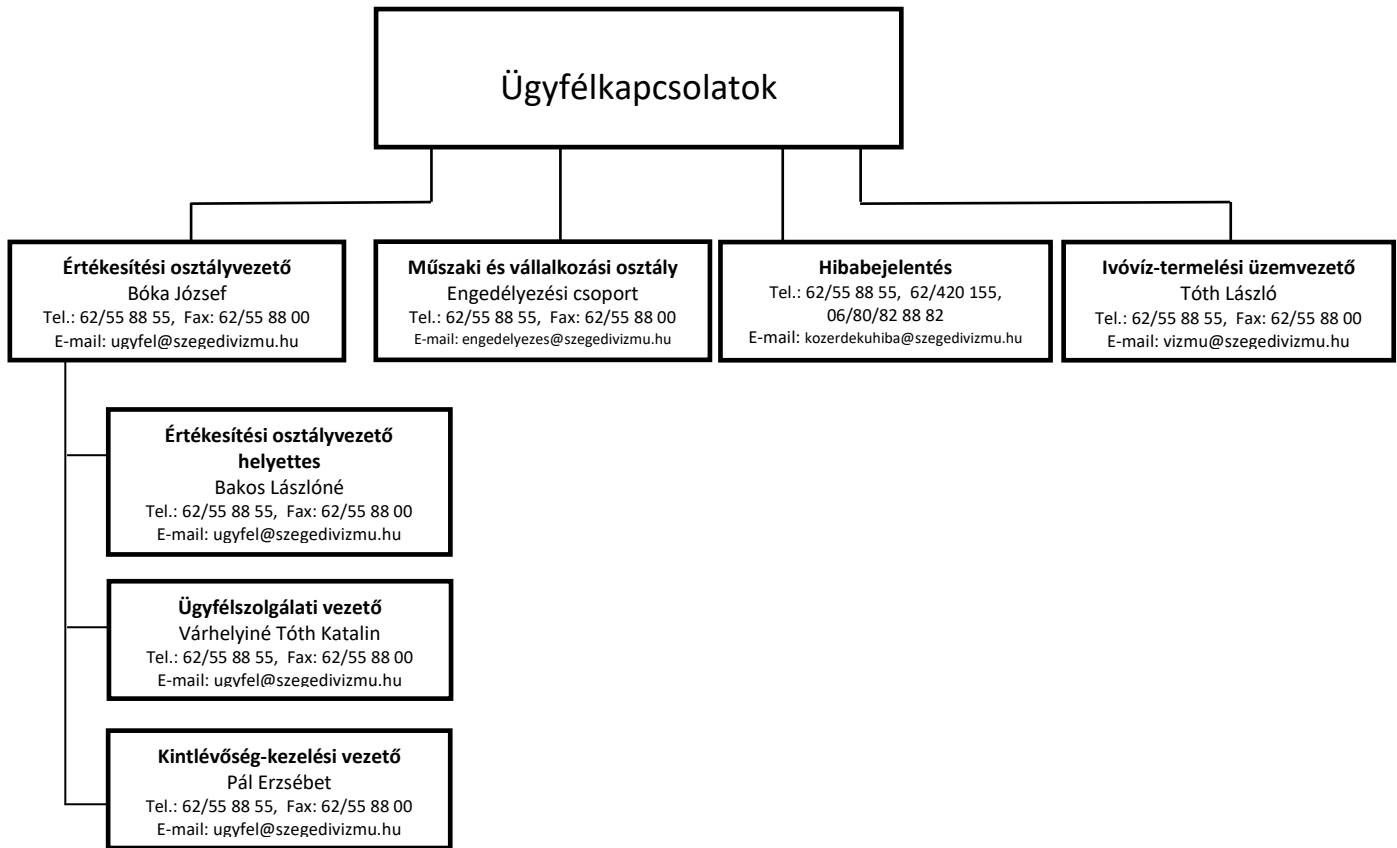 Ügyfélkapcsolatok
Értékesítési osztályvezető
Bóka József
Tel.: 62/55 88 55, Fax: 62/55 88 00
E-mail: ugyfel@szegedivizmu.hu
Műszaki és vállalkozási osztály
Engedélyezési csoport
Tel.: 62/55 88 55, Fax: 62/55 88 00
E-mail: engedelyezes@szegedivizmu.hu
Hibabejelentés
Tel.: 62/55 88 55, 62/420 155,
06/80/82 88 82
E-mail: kozerdekuhiba@szegedivizmu.hu
Ivóvíz-termelési üzemvezető
Tóth László
Tel.: 62/55 88 55, Fax: 62/55 88 00
E-mail: vizmu@szegedivizmu.hu
Értékesítési osztályvezető
helyettes
Bakos Lászlóné
Tel.: 62/55 88 55, Fax: 62/55 88 00
E-mail: ugyfel@szegedivizmu.hu
Ügyfélszolgálati vezető
Várhelyiné Tóth Katalin
Tel.: 62/55 88 55, Fax: 62/55 88 00
E-mail: ugyfel@szegedivizmu.hu
Kintlévőség-kezelési vezető
Pál Erzsébet
Tel.: 62/55 88 55, Fax: 62/55 88 00
E-mail: ugyfel@szegedivizmu.hu